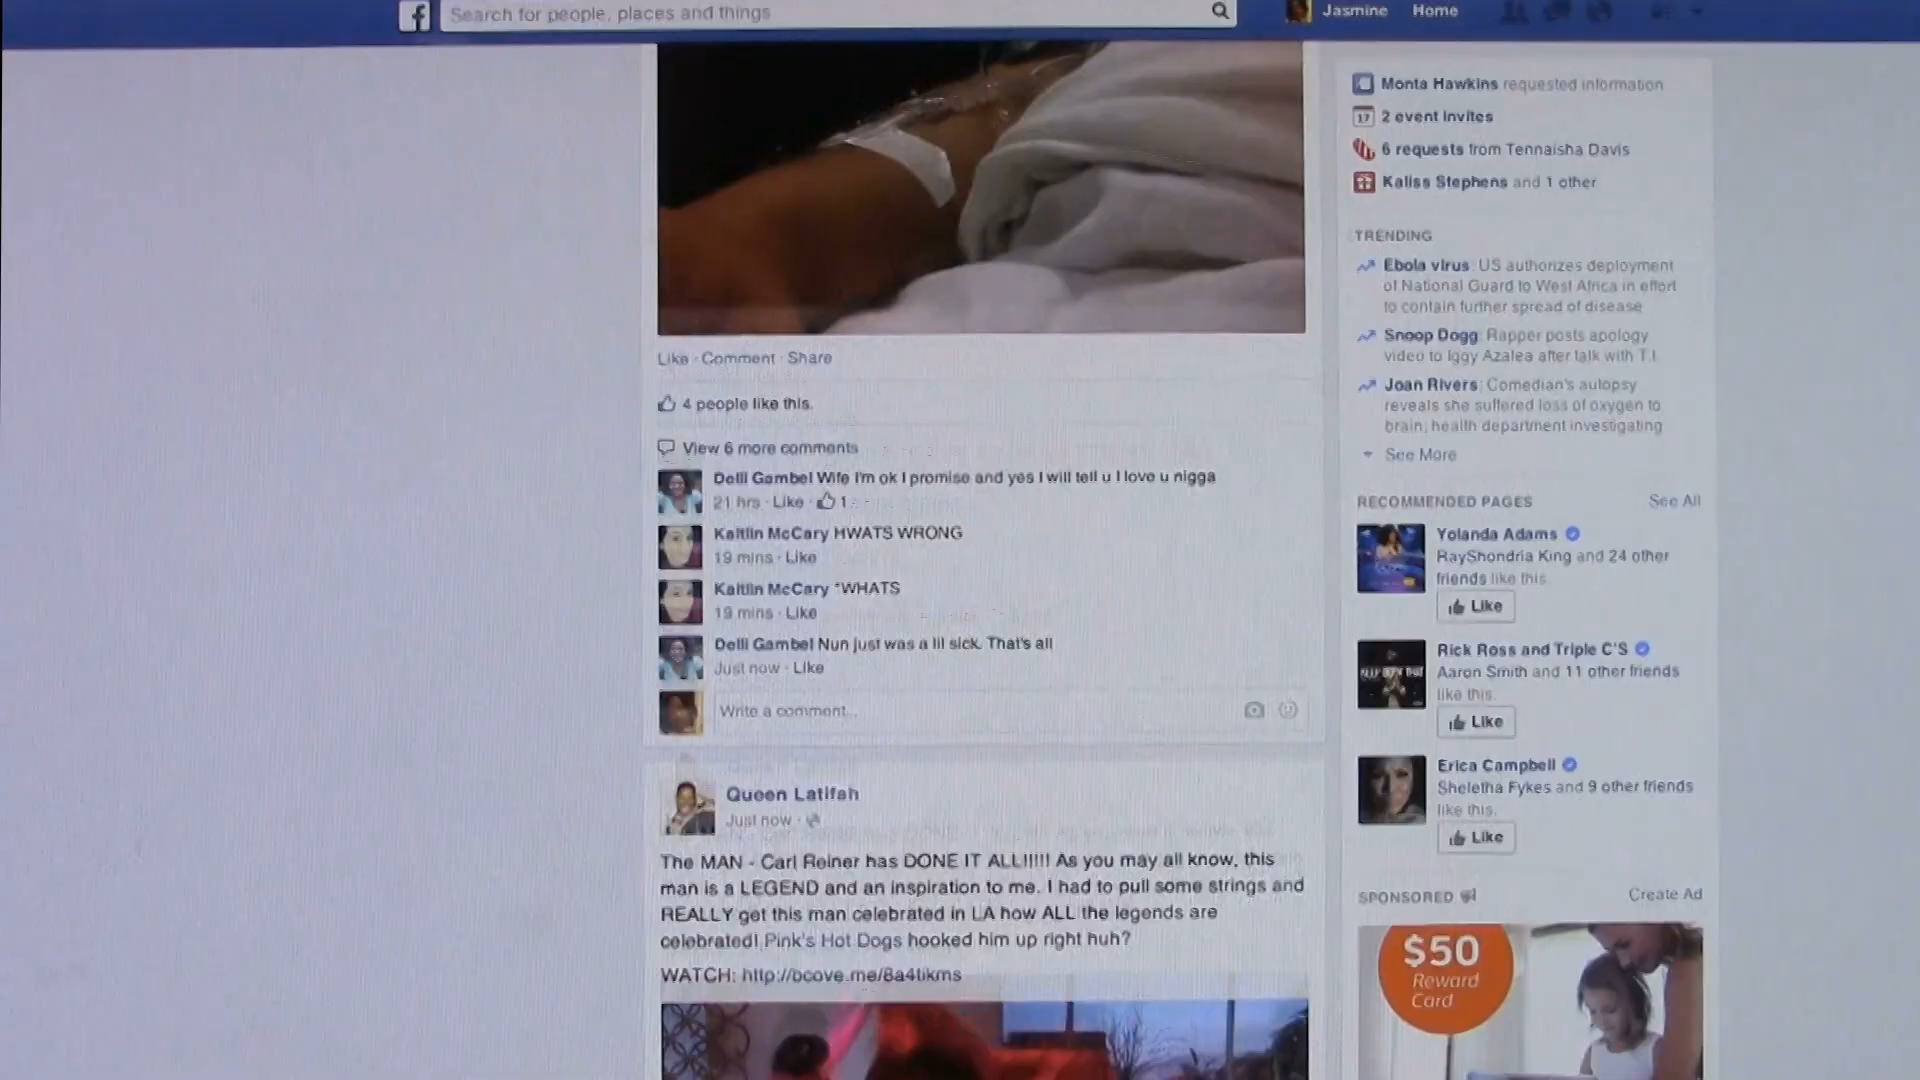 Search for people, places and things
Jasmine Home
Like · Comment · Share
4 people like this.
View 6 more comments
Delli Gambel Wife I'm ok I promise and yes I will tell u I love u nigga
21 hrs · Like · 1
Kaitlin McCary HWATS WRONG
19 mins · Like
Kaitlin McCary *WHATS
19 mins · Like
Delli Gambel Nun just was a lil sick. That's all
Just now · Like
Write a comment...
Queen Latifah
Just now ·
The MAN - Carl Reiner has DONE IT ALL!!!!! As you may all know, this
man is a LEGEND and an inspiration to me. I had to pull some strings and
REALLY get this man celebrated in LA how ALL the legends are
celebrated! Pink's Hot Dogs hooked him up right huh?
WATCH: http://bcove.me/8a4tikms
Monta Hawkins requested information
17 2 event invites
6 requests from Tennaisha Davis
Kaliss Stephens and 1 other
TRENDING
Ebola virus: US authorizes deployment
of National Guard to West Africa in effort
to contain further spread of disease
Snoop Dogg: Rapper posts apology
video to Iggy Azalea after talk with T.I.
Joan Rivers: Comedian's autopsy
reveals she suffered loss of oxygen to
brain; health department investigating
See More
RECOMMENDED PAGES See All
Yolanda Adams
RayShondria King and 24 other
friends like this.
Like
Rick Ross and Triple C'S
Aaron Smith and 11 other friends
like this.
Like
Erica Campbell
Sheletha Fykes and 9 other friends
like this.
Like
SPONSORED Create Ad
$50
Reward
Card